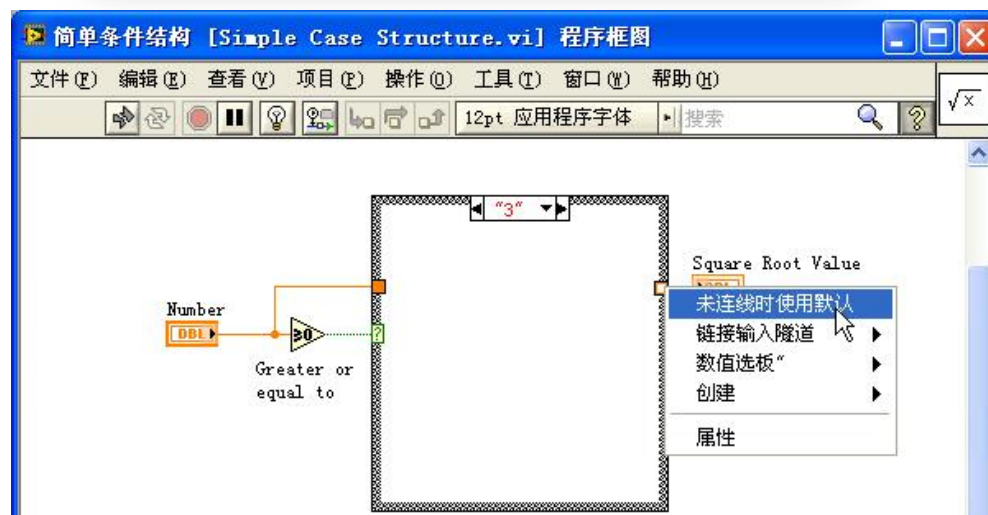 简单条件结构 [Simple Case Structure.vi] 程序框图
文件(F) 编辑(E) 查看(V) 项目(P) 操作(O) 工具(T) 窗口(W) 帮助(H)
12pt 应用程序字体 搜索
"3"
Square Root Value
未连线时使用默认
链接输入隧道
数值选板“
创建
属性
Number
DBL
≥0
?
Greater or
equal to